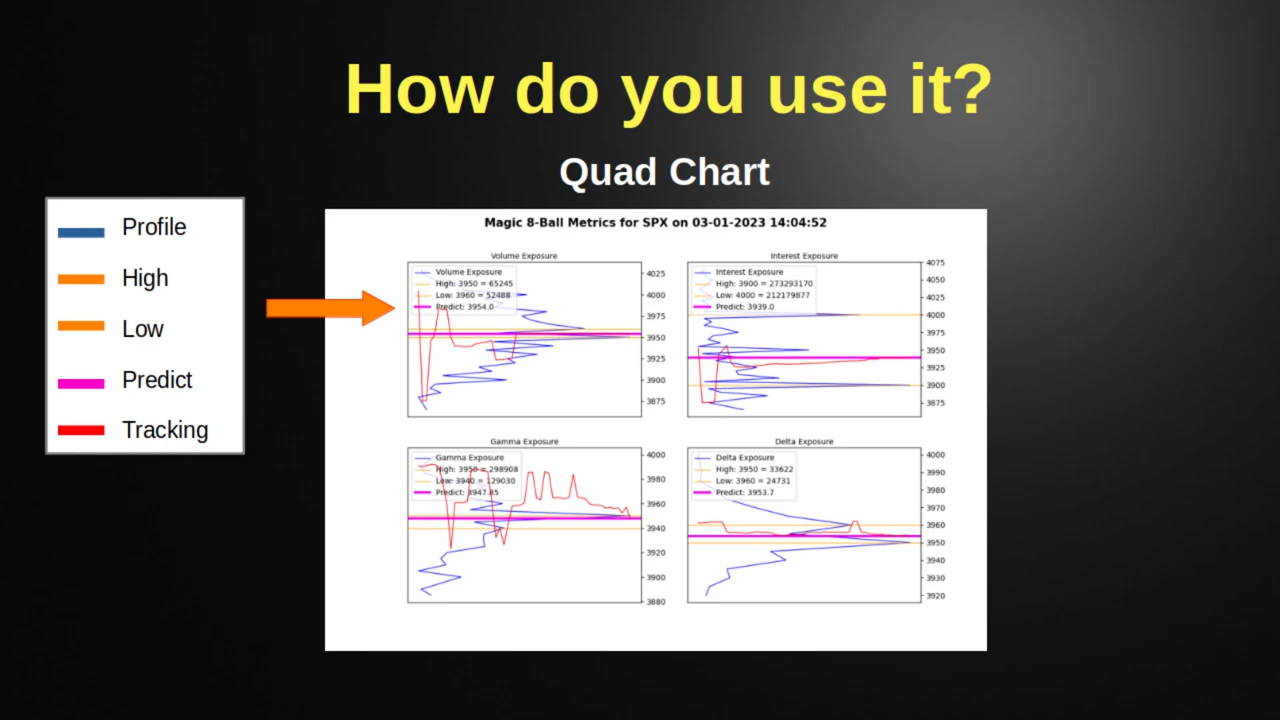 How do you use it?
Quad Chart
Profile
High
Low
Predict
Tracking
Magic 8-Ball Metrics for SPX on 03-01-2023 14:04:52
Volume Exposure
Volume Exposure
High: 3950 = 65245
Low: 3960 = 52488
Predict: 3954.0
4025
4000
3975
3950
3925
3900
3875
Interest Exposure
Interest Exposure
High: 3900 = 273293170
Low: 4000 = 212179877
Predict: 3939.0
4075
4050
4025
4000
3975
3950
3925
3900
3875
Gamma Exposure
Gamma Exposure
High: 3950 = 298908
Low: 3940 = 129030
Predict: 3947.85
4000
3980
3960
3940
3920
3900
3880
Delta Exposure
Delta Exposure
High: 3950 = 33622
Low: 3960 = 24731
Predict: 3953.7
4000
3990
3980
3970
3960
3950
3940
3930
3920